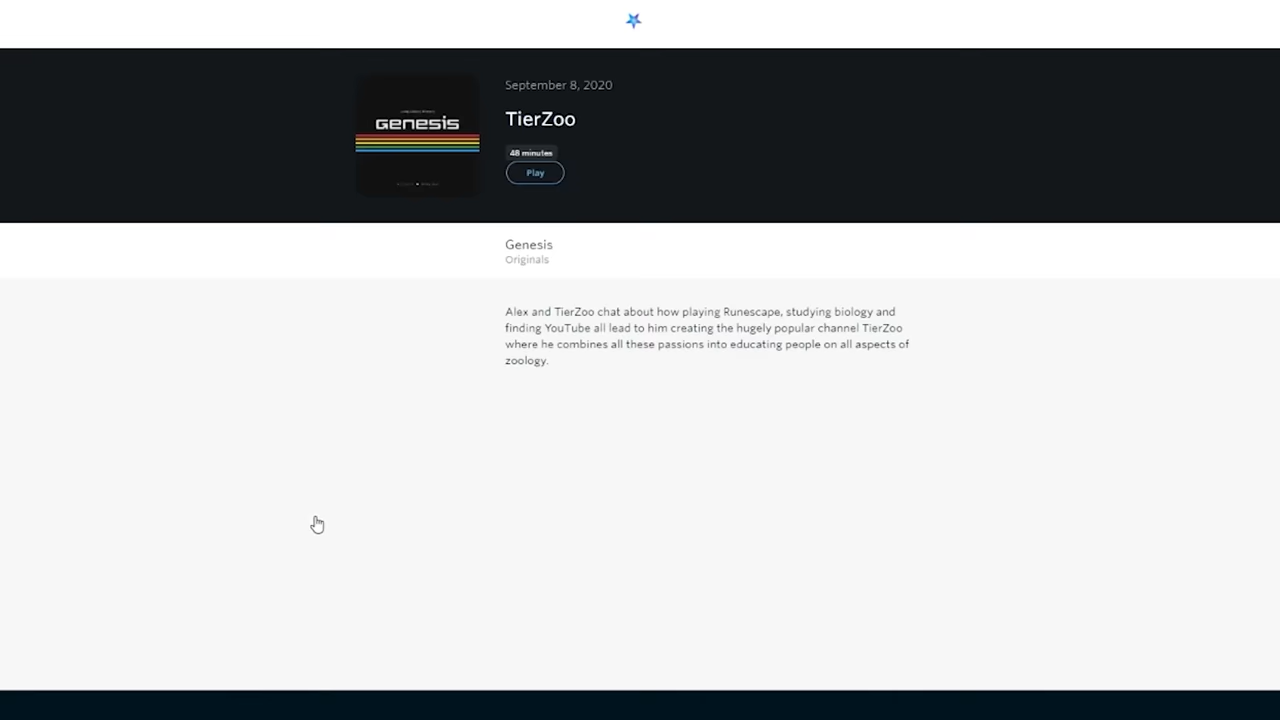 September 8, 2020
GENESIS
TierZoo
48 minutes
Play
Genesis
Originals
Alex and TierZoo chat about how playing Runescape, studying biology and
finding YouTube all lead to him creating the hugely popular channel TierZoo
where he combines all these passions into educating people on all aspects of
zoology.